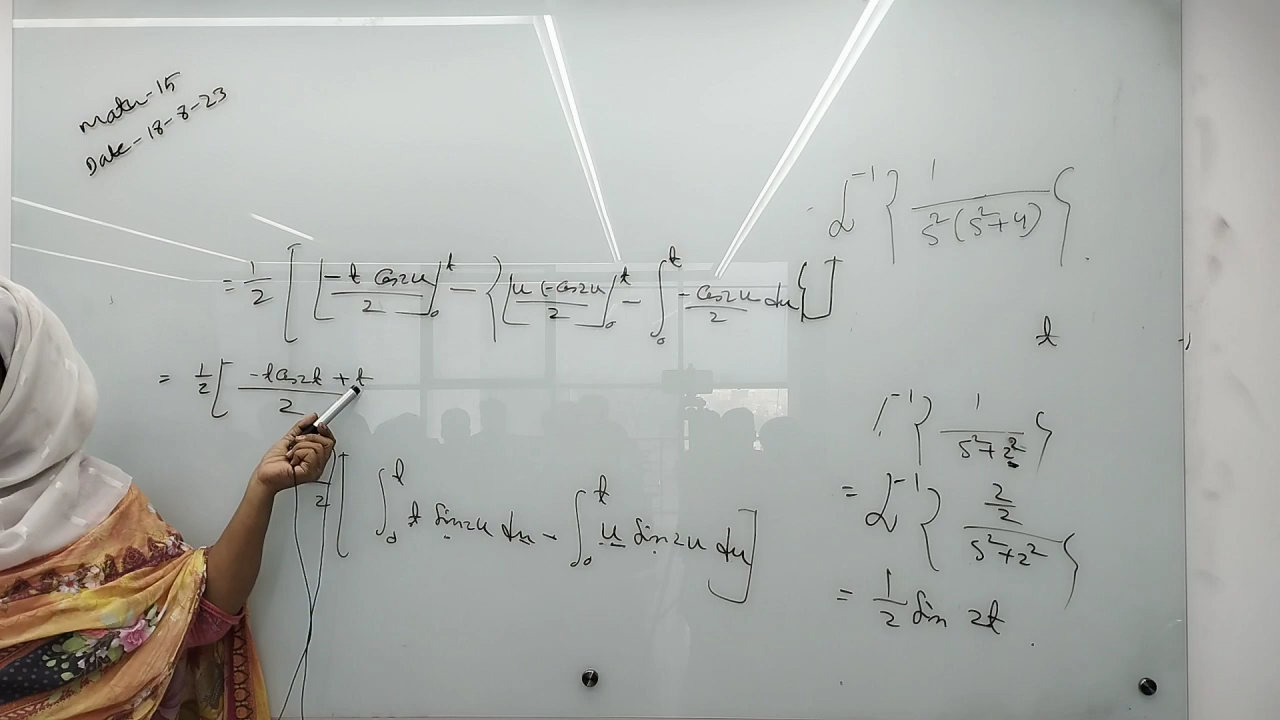 Math-15
Date-18-8-23
= 1/2 [ [-t Cos2u/2]₀ᵗ - { [u(-Cos2u)/2]₀ᵗ - ∫₀ᵗ -Cos2u/2 du } ]
= 1/2 [ -tCos2t + t/2
/2 [ ∫₀ᵗ t Sin2u du - ∫₀ᵗ u Sin2u du ]
ℒ⁻¹ { 1/s²(s²+4) }
t
ℒ⁻¹ { 1/s²+2² }
= ℒ⁻¹ { 2/2/s²+2² }
= 1/2 Sin 2t